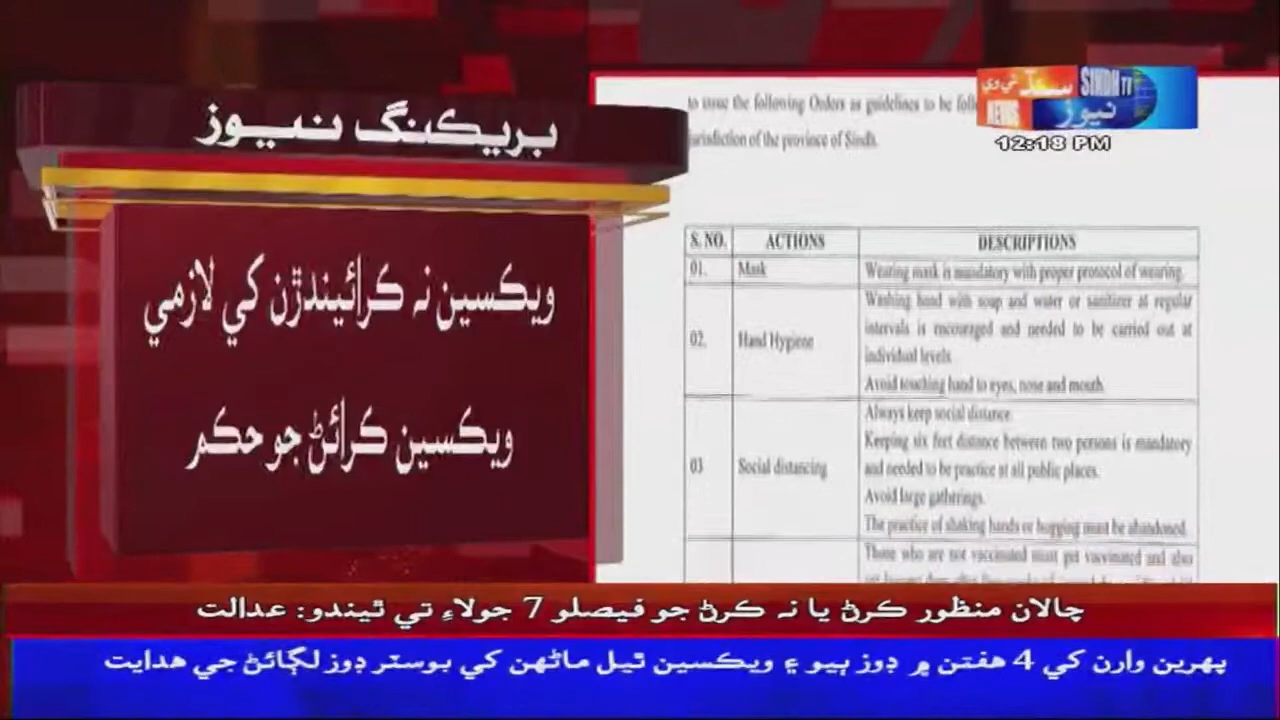 بريڪنگ نيوز
ويڪسين نہ ڪرائيندڙن کي لازمي
ويڪسين ڪرائڻ جو حڪم
to issue the following Orders as guidelines to be
jurisdiction of the province of Sindh.
سنڌ ٽي وي SINDH TV
NEWS نيوز
12:18 PM
S. NO. ACTIONS DESCRIPTIONS
01. Mask Wearing mask is mandatory with proper protocol of wearing.
02. Hand Hygiene Washing hand with soap and water or sanitizer at regular
intervals is encouraged and needed to be carried out at
individual levels.
Avoid touching hand to eyes, nose and mouth.
03 Social distancing Always keep social distance.
Keeping six feet distance between two persons is mandatory
and needed to be practice at all public places.
Avoid large gatherings.
The practice of shaking hands or hugging must be abandoned.
Those who are not vaccinated must get vaccinated and also
چالان منظور ڪرڻ يا نہ ڪرڻ جو فيصلو 7 جولاءِ تي ٿيندو: عدالت
پهرين وارن کي 4 هفتن ۾ ڊوز ٻيو ۽ ويڪسين ٿيل ماڻهن کي بوسٽر ڊوز لڳائڻ جي هدايت